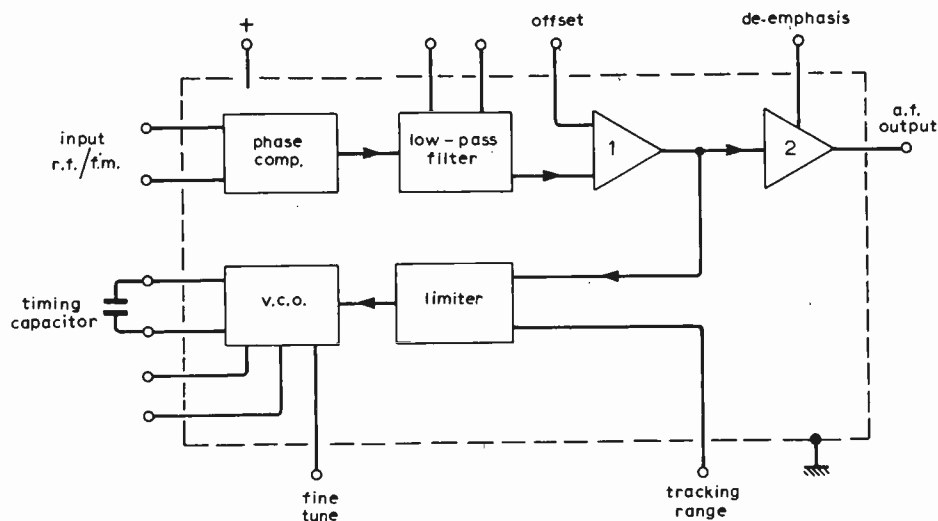 +
offset
de-emphasis
input
r.f./f.m.
phase
comp.
low-pass
filter
1
2
a.f.
output
timing
capacitor
v.c.o.
limiter
fine
tune
tracking
range